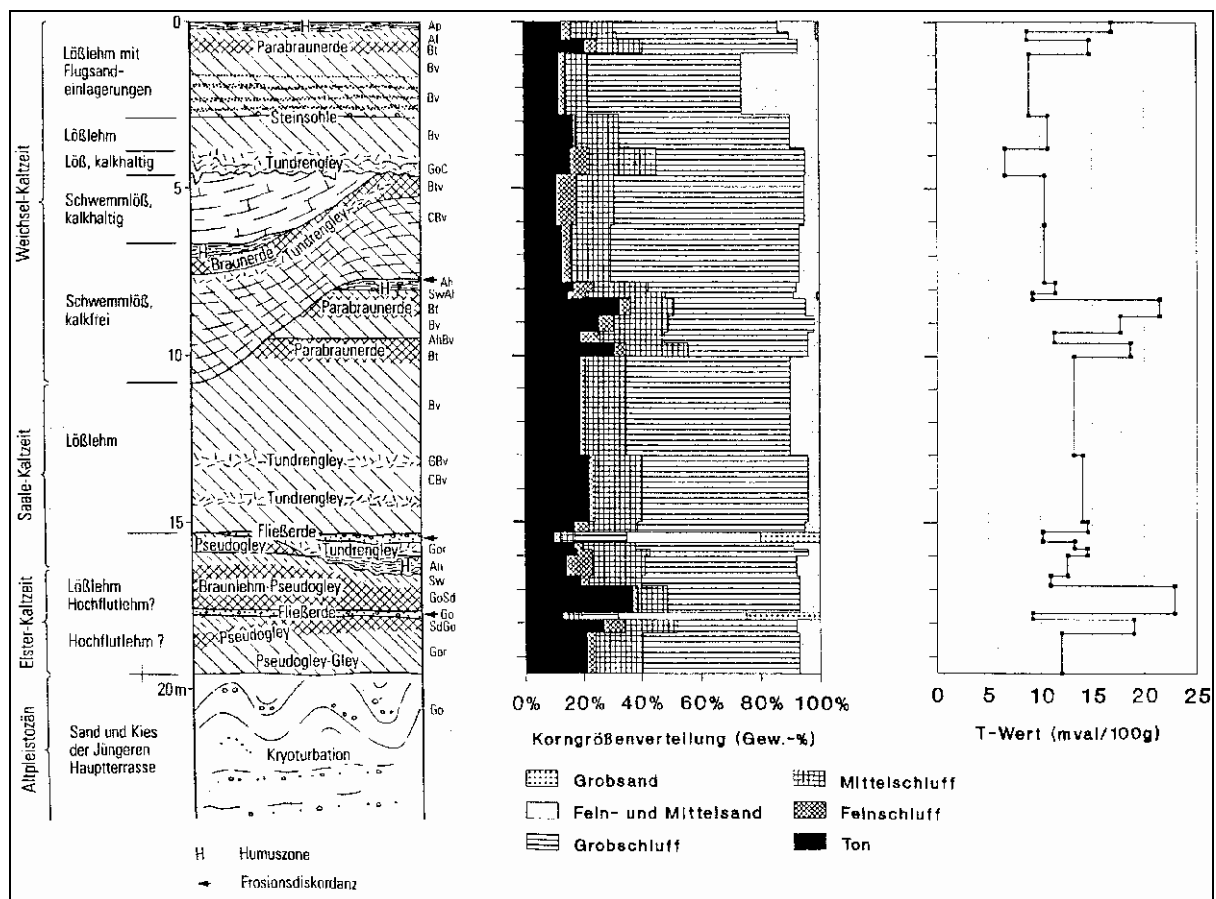 Weichsel-Kaltzeit
Saale-Kaltzeit
Elster-Kaltzeit
Altpleistozän
Lößlehm mit
Flugsand-
einlagerungen
Lößlehm
Löß, kalkhaltig
Schwemmlöß,
kalkhaltig
Schwemmlöß,
kalkfrei
Lößlehm
Lößlehm
Hochflutlehm?
Hochflutlehm ?
Sand und Kies
der Jüngeren
Hauptterrasse
0
5
10
15
20m
H
Parabraunerde
Steinsohle
Tundrengley
H
Braunerde
Tundrengley
H
Parabraunerde
Parabraunerde
Tundrengley
Tundrengley
Fließerde
Pseudogley
Tundrengley
H
Braunlehm-Pseudogley
Fließerde
Pseudogley
Pseudogley-Gley
Kryoturbation
Ap
Al
Bt
Bv
Bv
Bv
GoC
Btv
CBv
Ah
SwAl
Bt
Bv
AhBv
Bt
Bv
GBv
CBv
Gor
Ah
Sw
GoSd
Go
SdGo
Gor
Go
H Humuszone
Erosionsdiskordanz
0% 20% 40% 60% 80% 100%
Korngrößenverteilung (Gew.-%)
Grobsand
Fein- und Mittelsand
Grobschluff
Mittelschluff
Feinschluff
Ton
0 5 10 15 20 25
T-Wert (mval/100g)